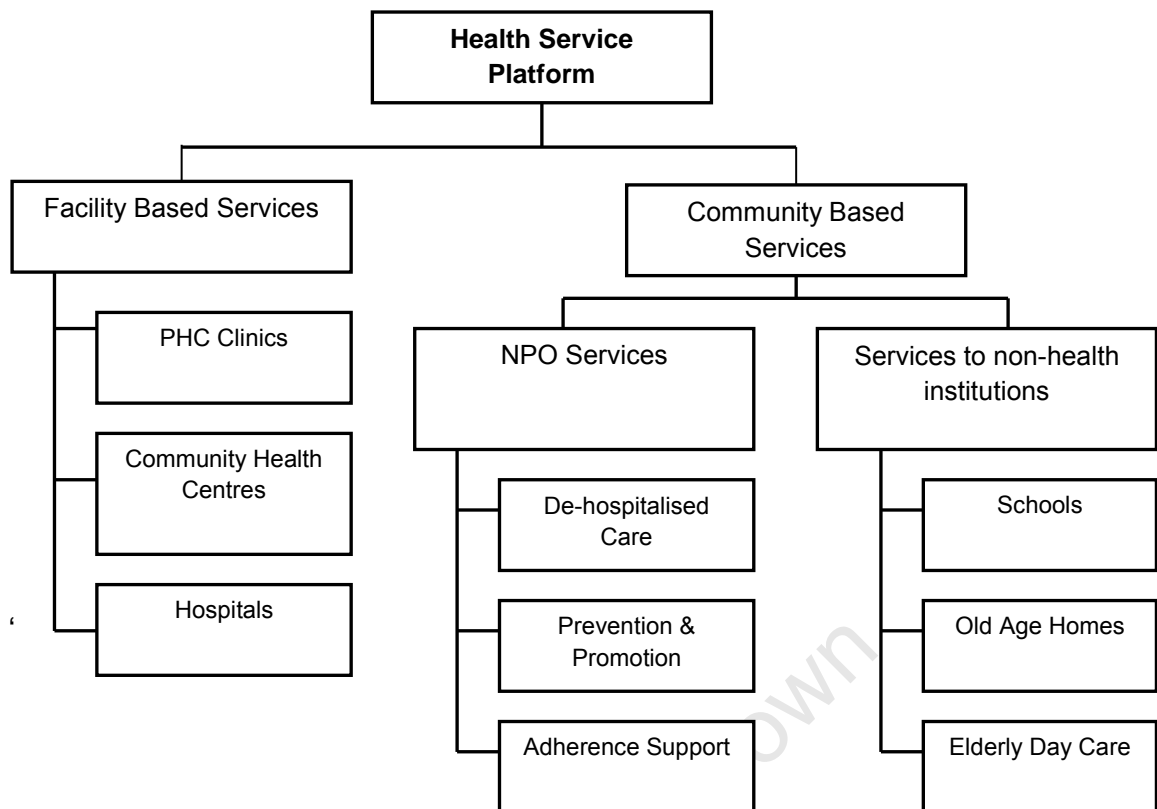 Health Service
Platform
Facility Based Services
Community Based
Services
PHC Clinics
Community Health
Centres
Hospitals
NPO Services
Services to non-health
institutions
De-hospitalised
Care
Prevention &
Promotion
Adherence Support
Schools
Old Age Homes
Elderly Day Care
‘
own